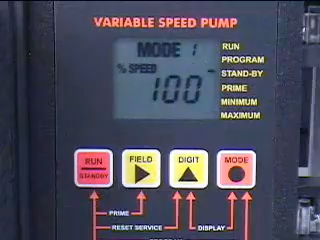 VARIABLE SPEED PUMP
MODE 1
% SPEED
100
RUN
PROGRAM
STAND-BY
PRIME
MINIMUM
MAXIMUM
RUN
STANDBY
FIELD
DIGIT
MODE
PRIME
RESET SERVICE
DISPLAY